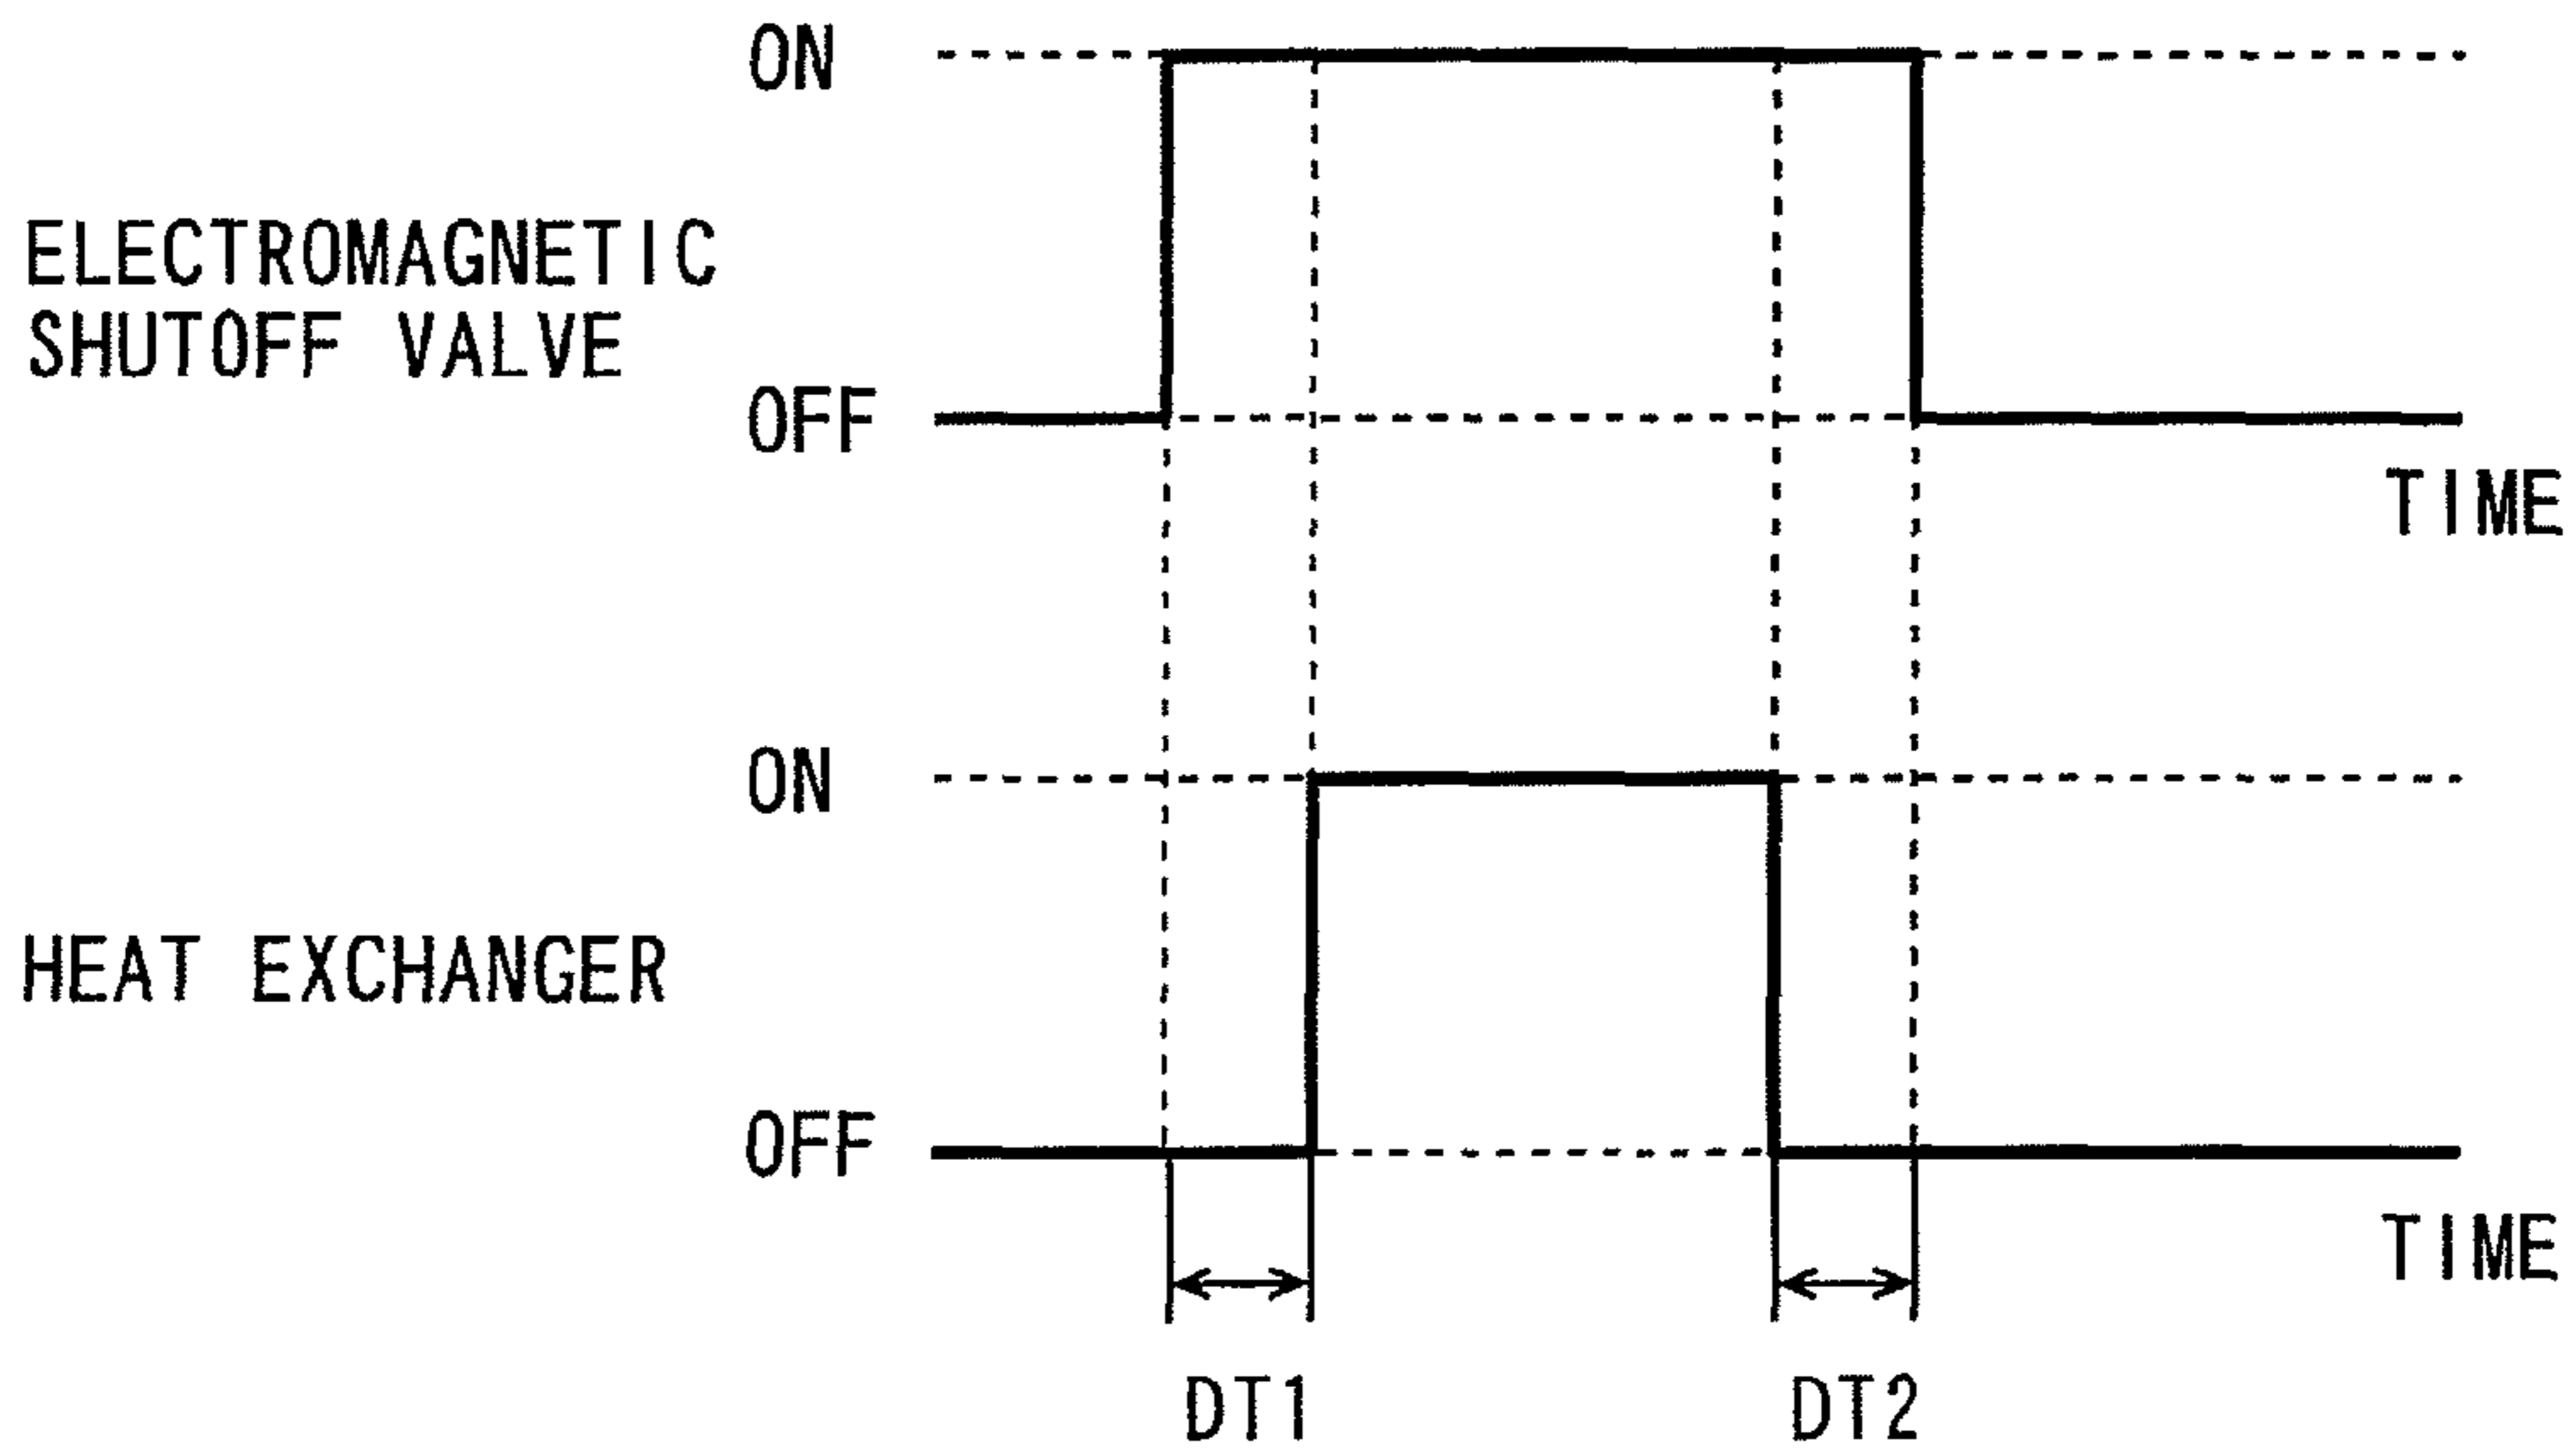 ON
ELECTROMAGNETIC
SHUTOFF VALVE
OFF
TIME
ON
HEAT EXCHANGER
OFF
TIME
DT1 DT2